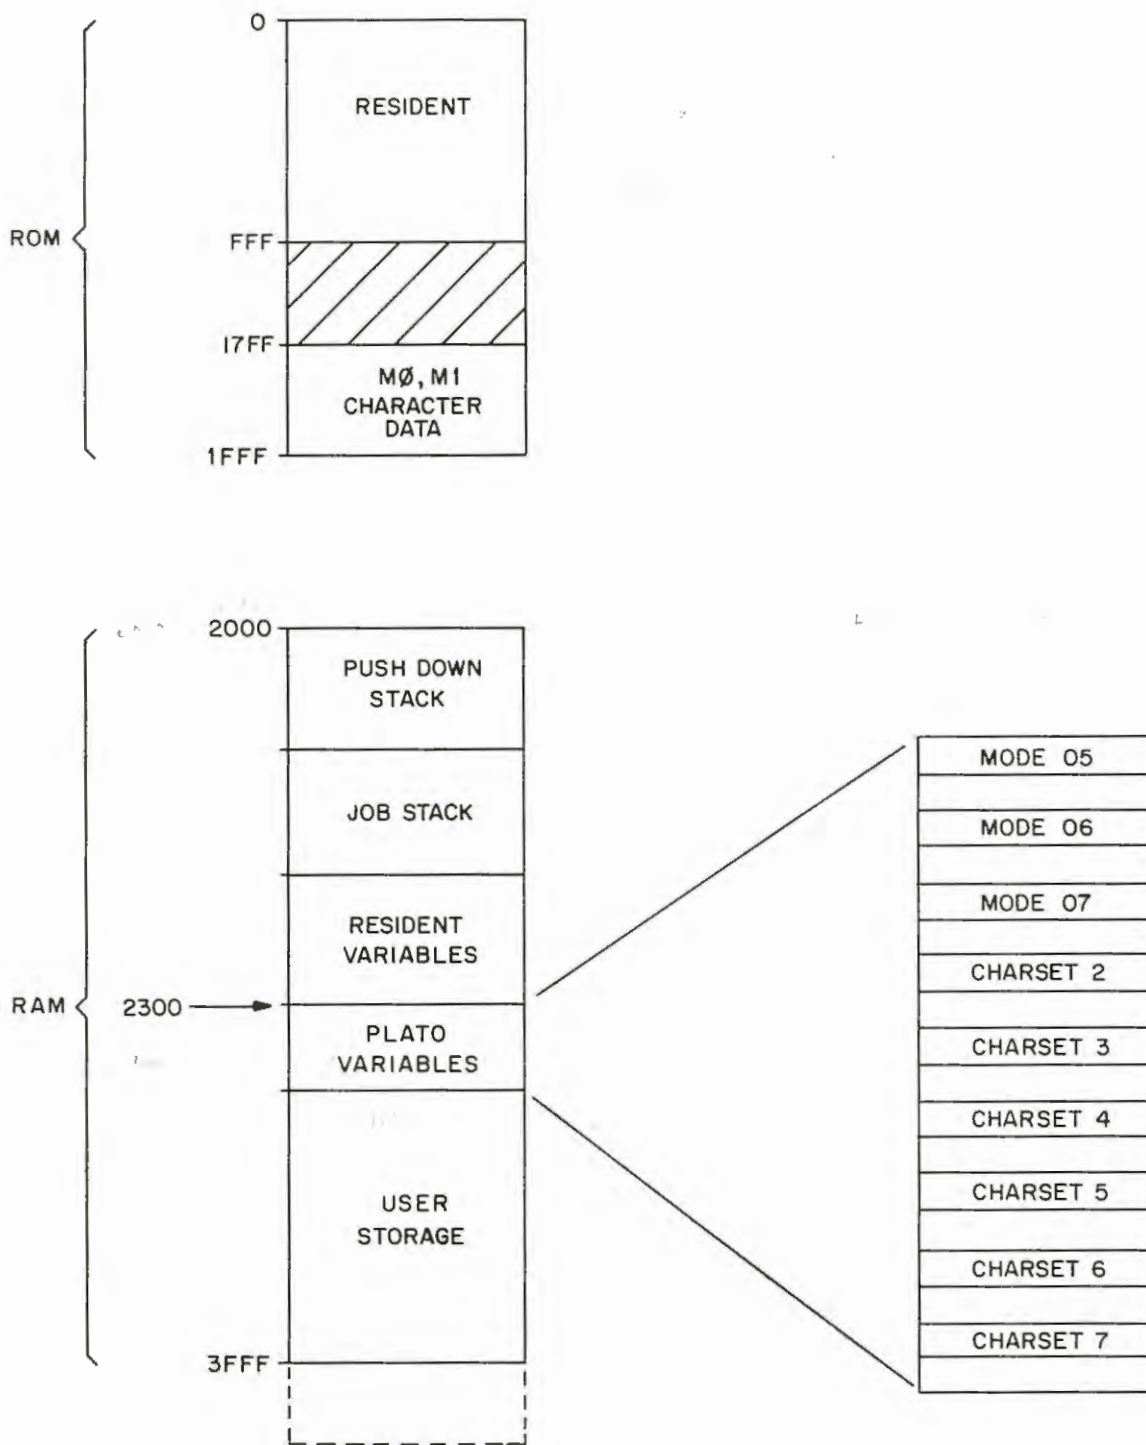 0
RESIDENT
ROM
FFF
17FF
MØ, M1
CHARACTER
DATA
1FFF
2000
PUSH DOWN
STACK
JOB STACK
RESIDENT
VARIABLES
RAM
2300
PLATO
VARIABLES
USER
STORAGE
3FFF
MODE 05
MODE 06
MODE 07
CHARSET 2
CHARSET 3
CHARSET 4
CHARSET 5
CHARSET 6
CHARSET 7